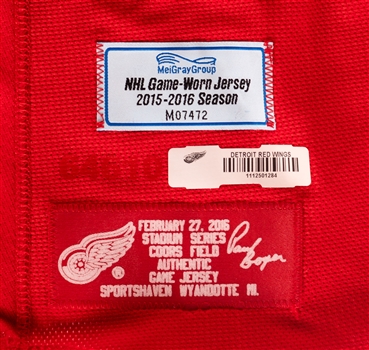 MeiGrayGroup
NHL Game-Worn Jersey
2015-2016 Season
M07472
DETROIT RED WINGS
1112501284
FEBRUARY 27, 2016
STADIUM SERIES
COORS FIELD
AUTHENTIC
GAME JERSEY
SPORTSHAVEN WYANDOTTE MI.
®